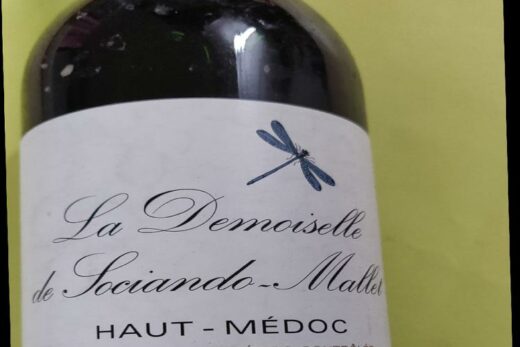 La Demoiselle
de Sociando-Mallet
HAUT - MÉDOC